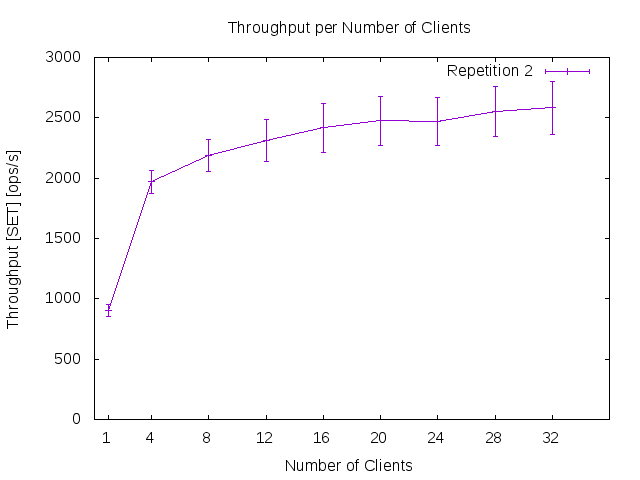 Throughput per Number of Clients
Repetition 2
Throughput [SET] [ops/s]
3000
2500
2000
1500
1000
500
0
1 4 8 12 16 20 24 28 32
Number of Clients